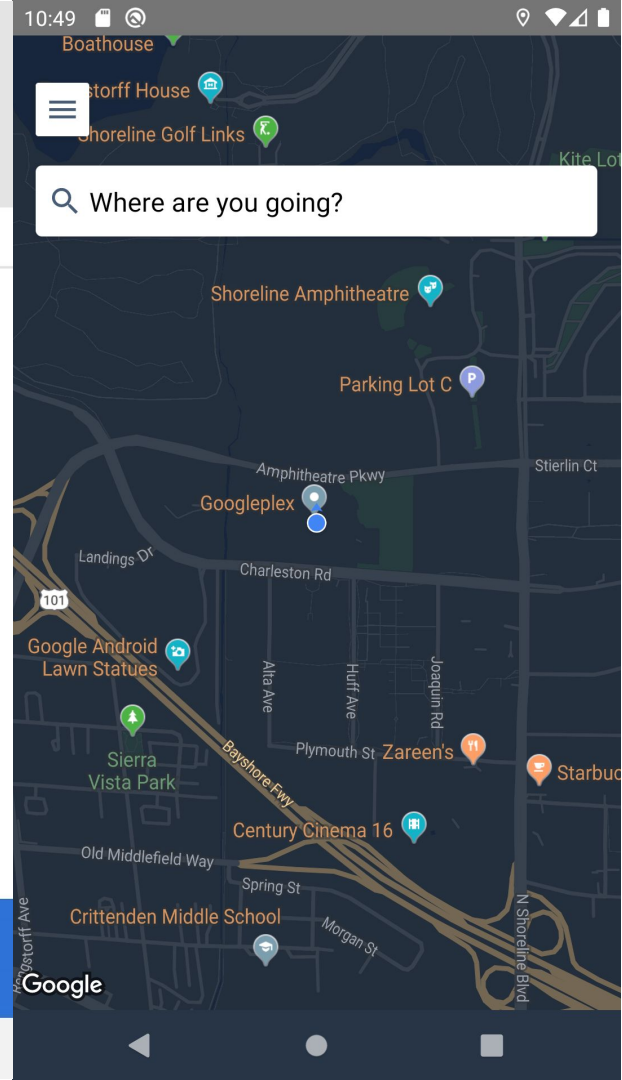 10:49
Boathouse
storff House
Shoreline Golf Links
Kite Lot
Where are you going?
Shoreline Amphitheatre
Parking Lot C
P
Amphitheatre Pkwy
Stierlin Ct
Googleplex
Landings Dr
Charleston Rd
101
Google Android
Lawn Statues
Alta Ave
Huff Ave
Joaquin Rd
Sierra
Vista Park
Bayshore Fwy
Plymouth St
Zareen's
Starbuc
Century Cinema 16
Old Middlefield Way
Spring St
Crittenden Middle School
Morgan St
N Shoreline Blvd
ngstorff Ave
Google